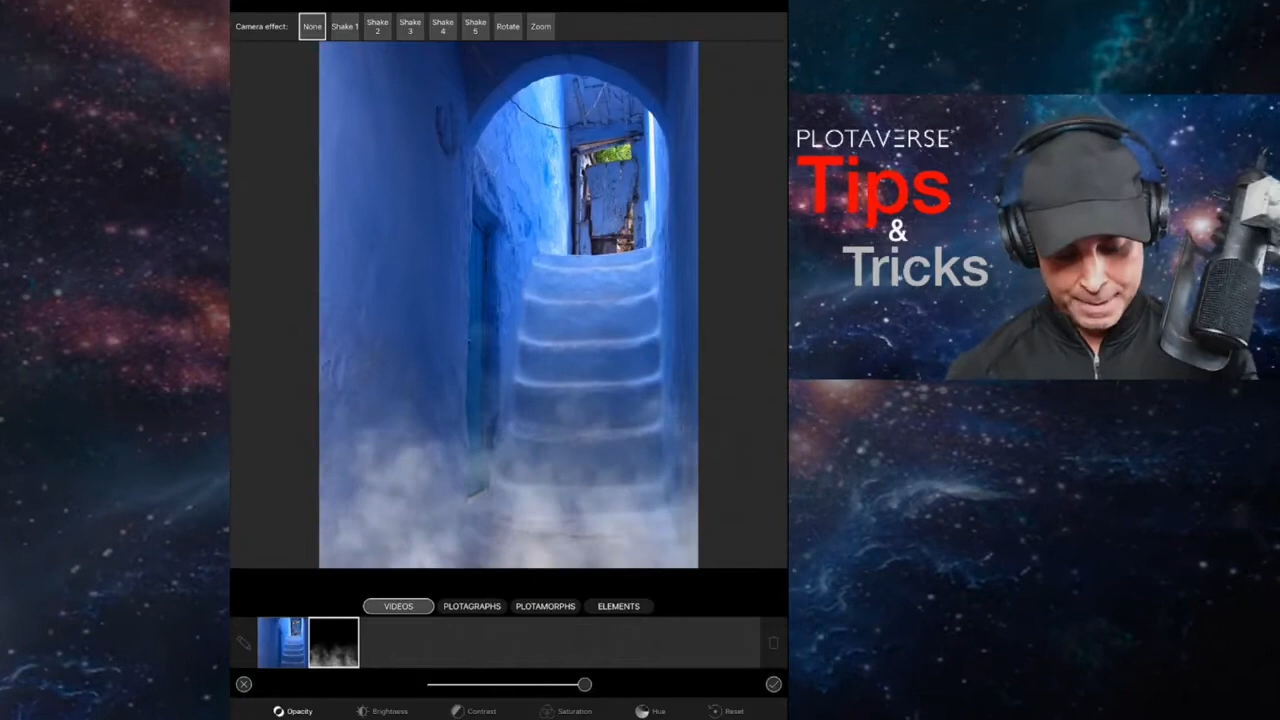 Camera effect: None Shake 1 Shake 2 Shake 3 Shake 4 Shake 5 Rotate Zoom
PLOTAVERSE
Tips
&
Tricks
VIDEOS PLOTAGRAPHS PLOTAMORPHS ELEMENTS
Opacity Brightness Contrast Saturation Hue Reset